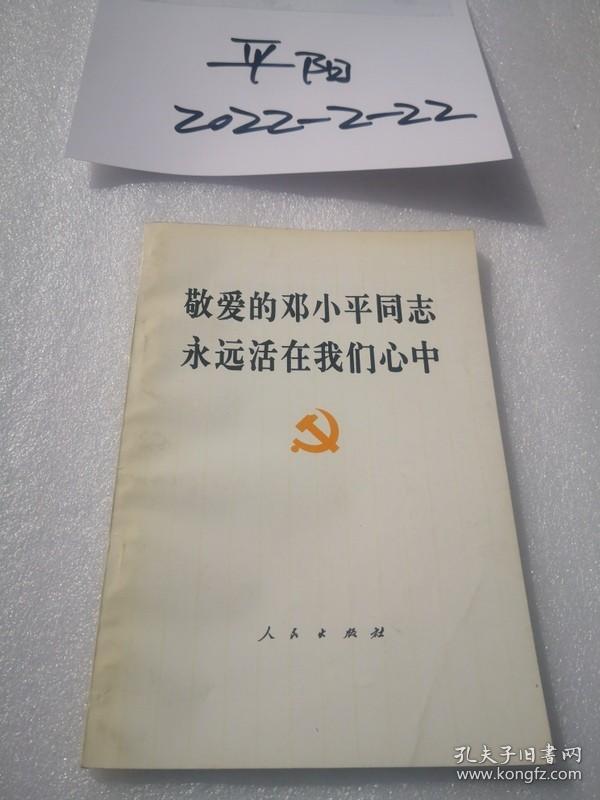 平阳
2022-2-22
敬爱的邓小平同志
永远活在我们心中
人民出版社
孔夫子旧书网
www.kongfz.com